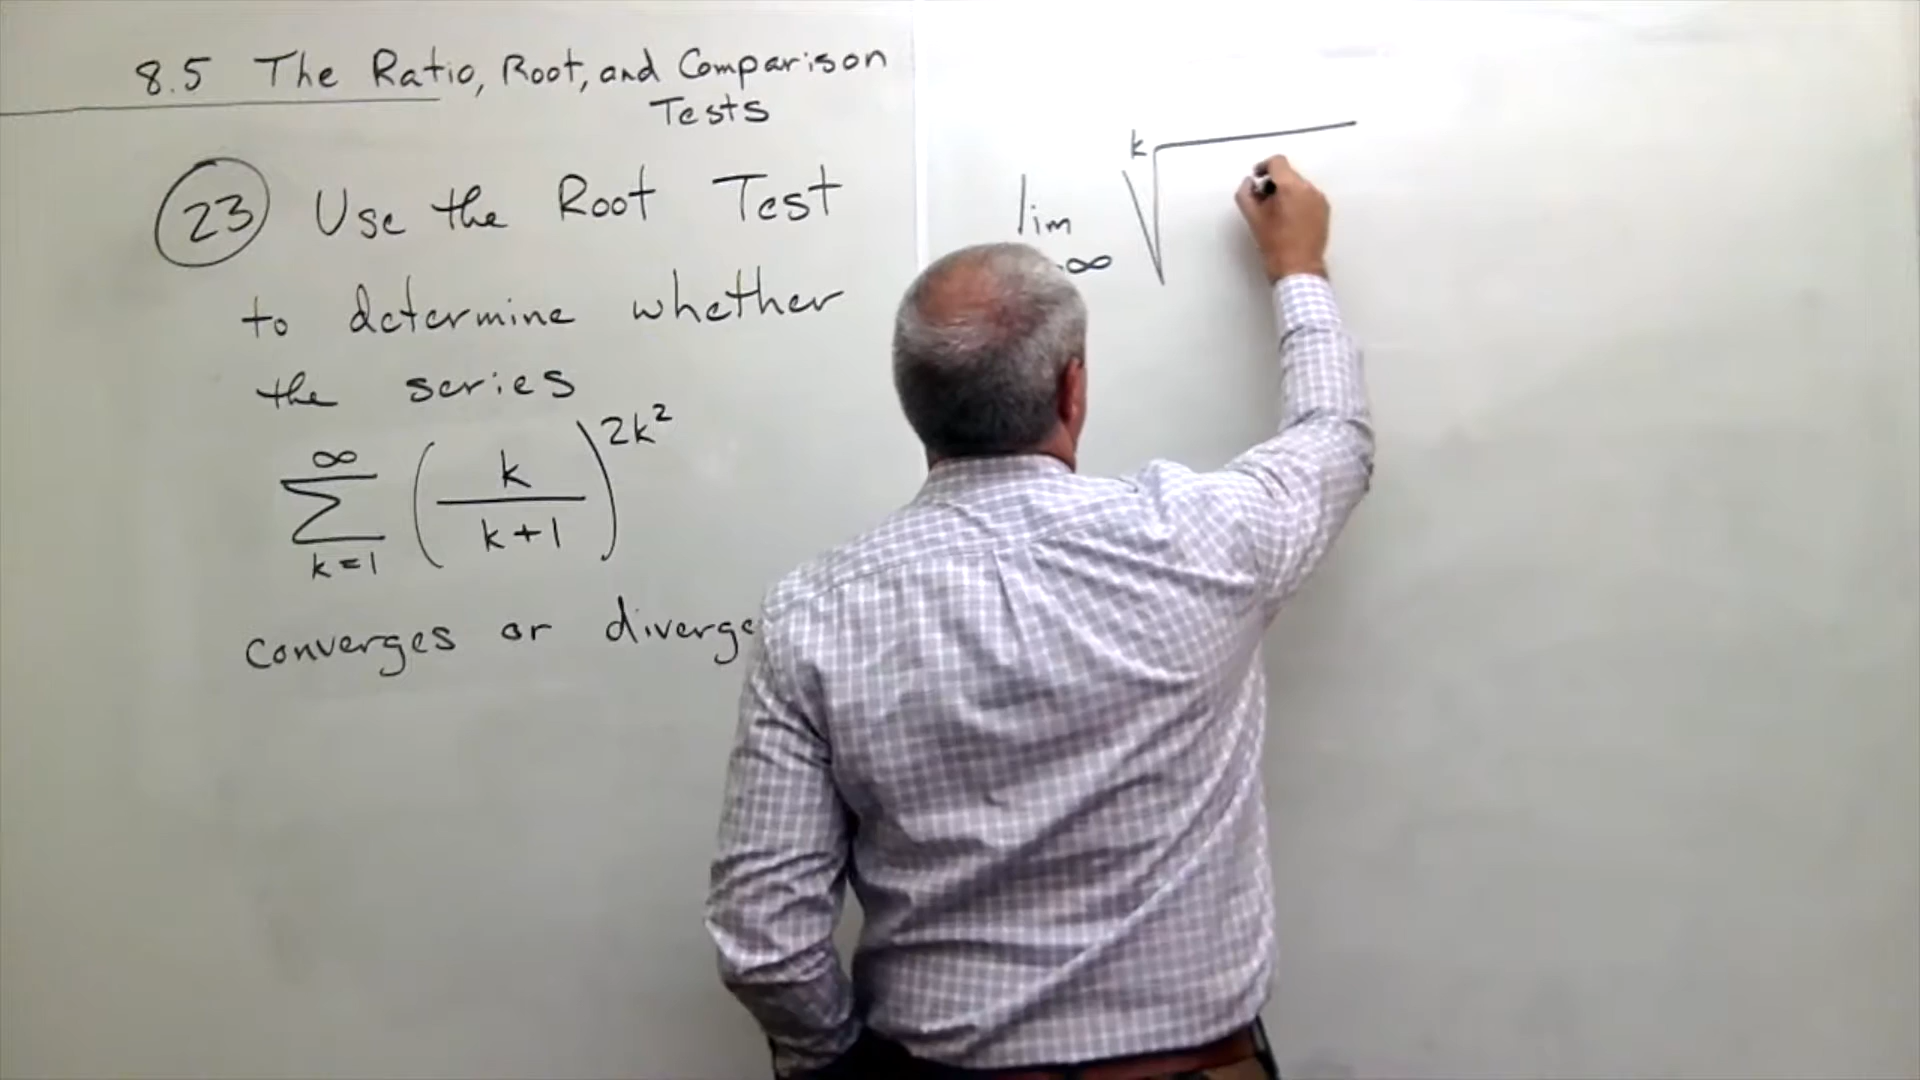 8.5 The Ratio, Root, and Comparison
Tests
23 Use the Root Test
to determine whether
the series
∞
∑ (k/(k+1))^2k²
k=1
converges or diverge
lim k√
∞